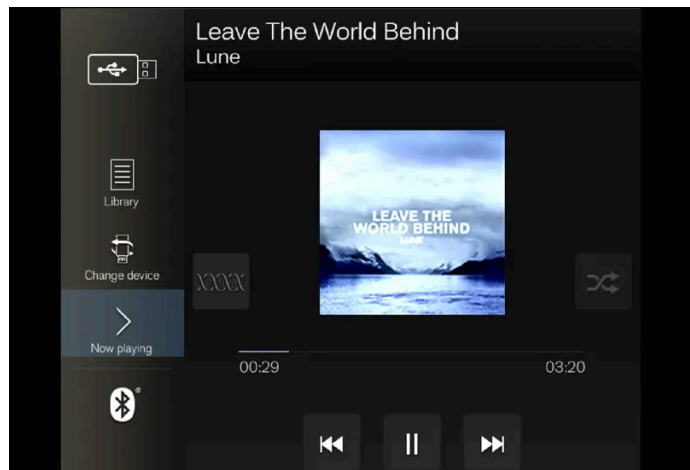 Leave The World Behind
Lune
Library
Change device
Now playing
LEAVE THE
WORLD BEHIND
LUNE
XXXX
00:29
03:20